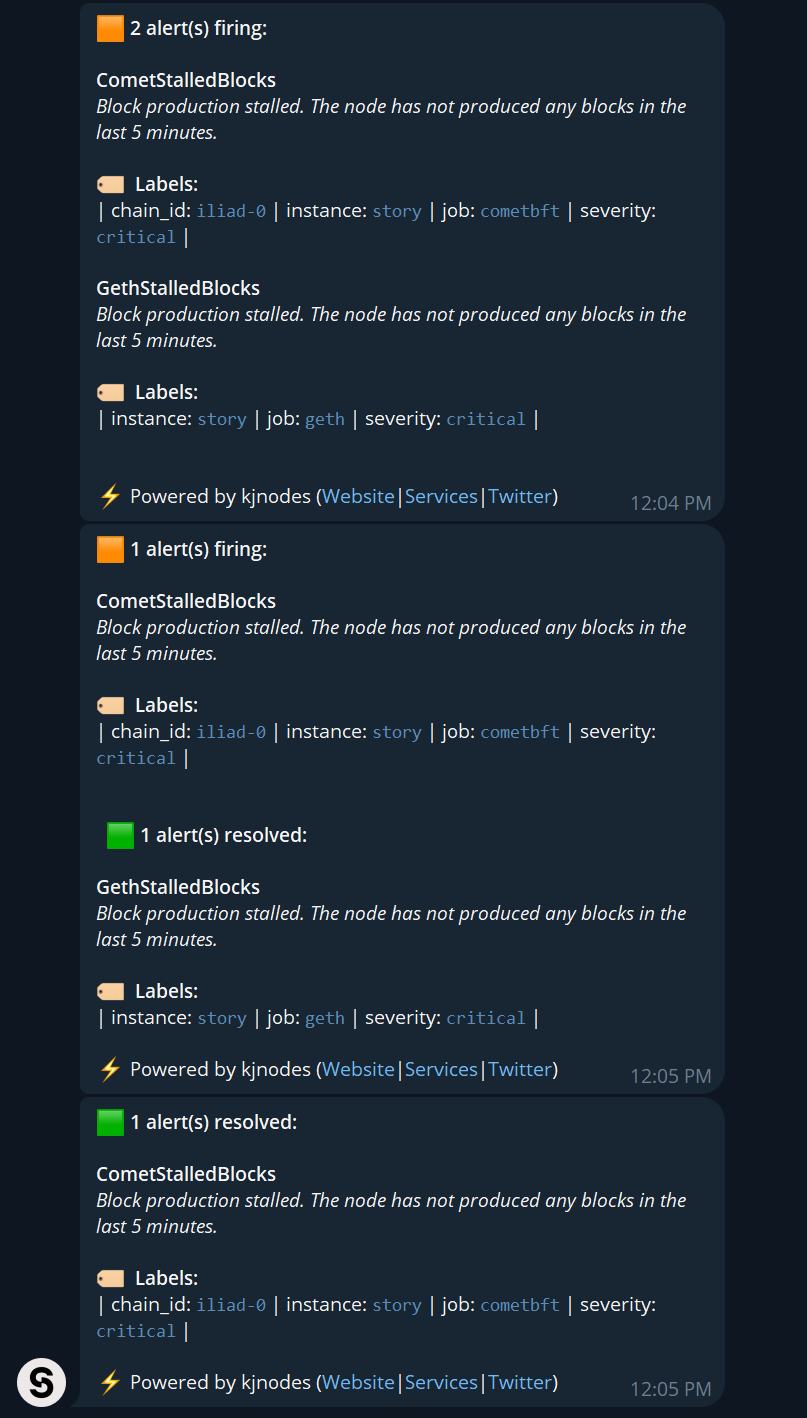 2 alert(s) firing:
CometStalledBlocks
Block production stalled. The node has not produced any blocks in the
last 5 minutes.
Labels:
| chain_id: iliad-0 | instance: story | job: cometbft | severity:
critical |
GethStalledBlocks
Block production stalled. The node has not produced any blocks in the
last 5 minutes.
Labels:
| instance: story | job: geth | severity: critical |
⚡ Powered by kjnodes (Website|Services|Twitter)
12:04 PM
1 alert(s) firing:
CometStalledBlocks
Block production stalled. The node has not produced any blocks in the
last 5 minutes.
Labels:
| chain_id: iliad-0 | instance: story | job: cometbft | severity:
critical |
1 alert(s) resolved:
GethStalledBlocks
Block production stalled. The node has not produced any blocks in the
last 5 minutes.
Labels:
| instance: story | job: geth | severity: critical |
⚡ Powered by kjnodes (Website|Services|Twitter)
12:05 PM
1 alert(s) resolved:
CometStalledBlocks
Block production stalled. The node has not produced any blocks in the
last 5 minutes.
Labels:
| chain_id: iliad-0 | instance: story | job: cometbft | severity:
critical |
⚡ Powered by kjnodes (Website|Services|Twitter)
12:05 PM
S